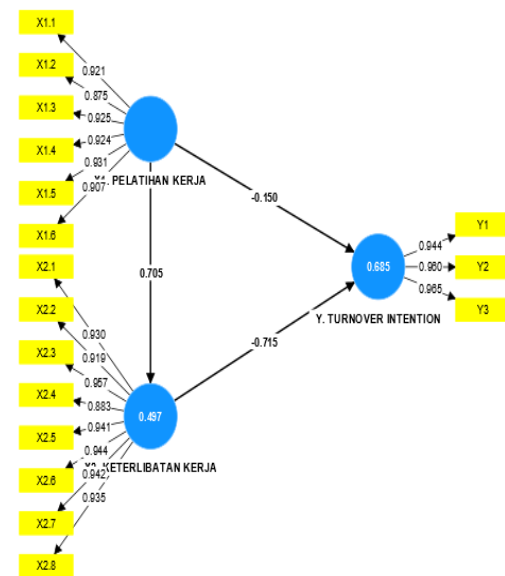 X1.1
X1.2
X1.3
X1.4
X1.5
X1.6
0.921
0.875
0.925
0.924
0.931
0.907
PELATIHAN KERJA
-0.150
0.705
-0.715
0.685
Y. TURNOVER INTENTION
0.944
0.960
0.965
Y1
Y2
Y3
X2.1
X2.2
X2.3
X2.4
X2.5
X2.6
X2.7
X2.8
0.930
0.919
0.957
0.883
0.941
0.944
0.942
0.935
0.497
KETERLIBATAN KERJA